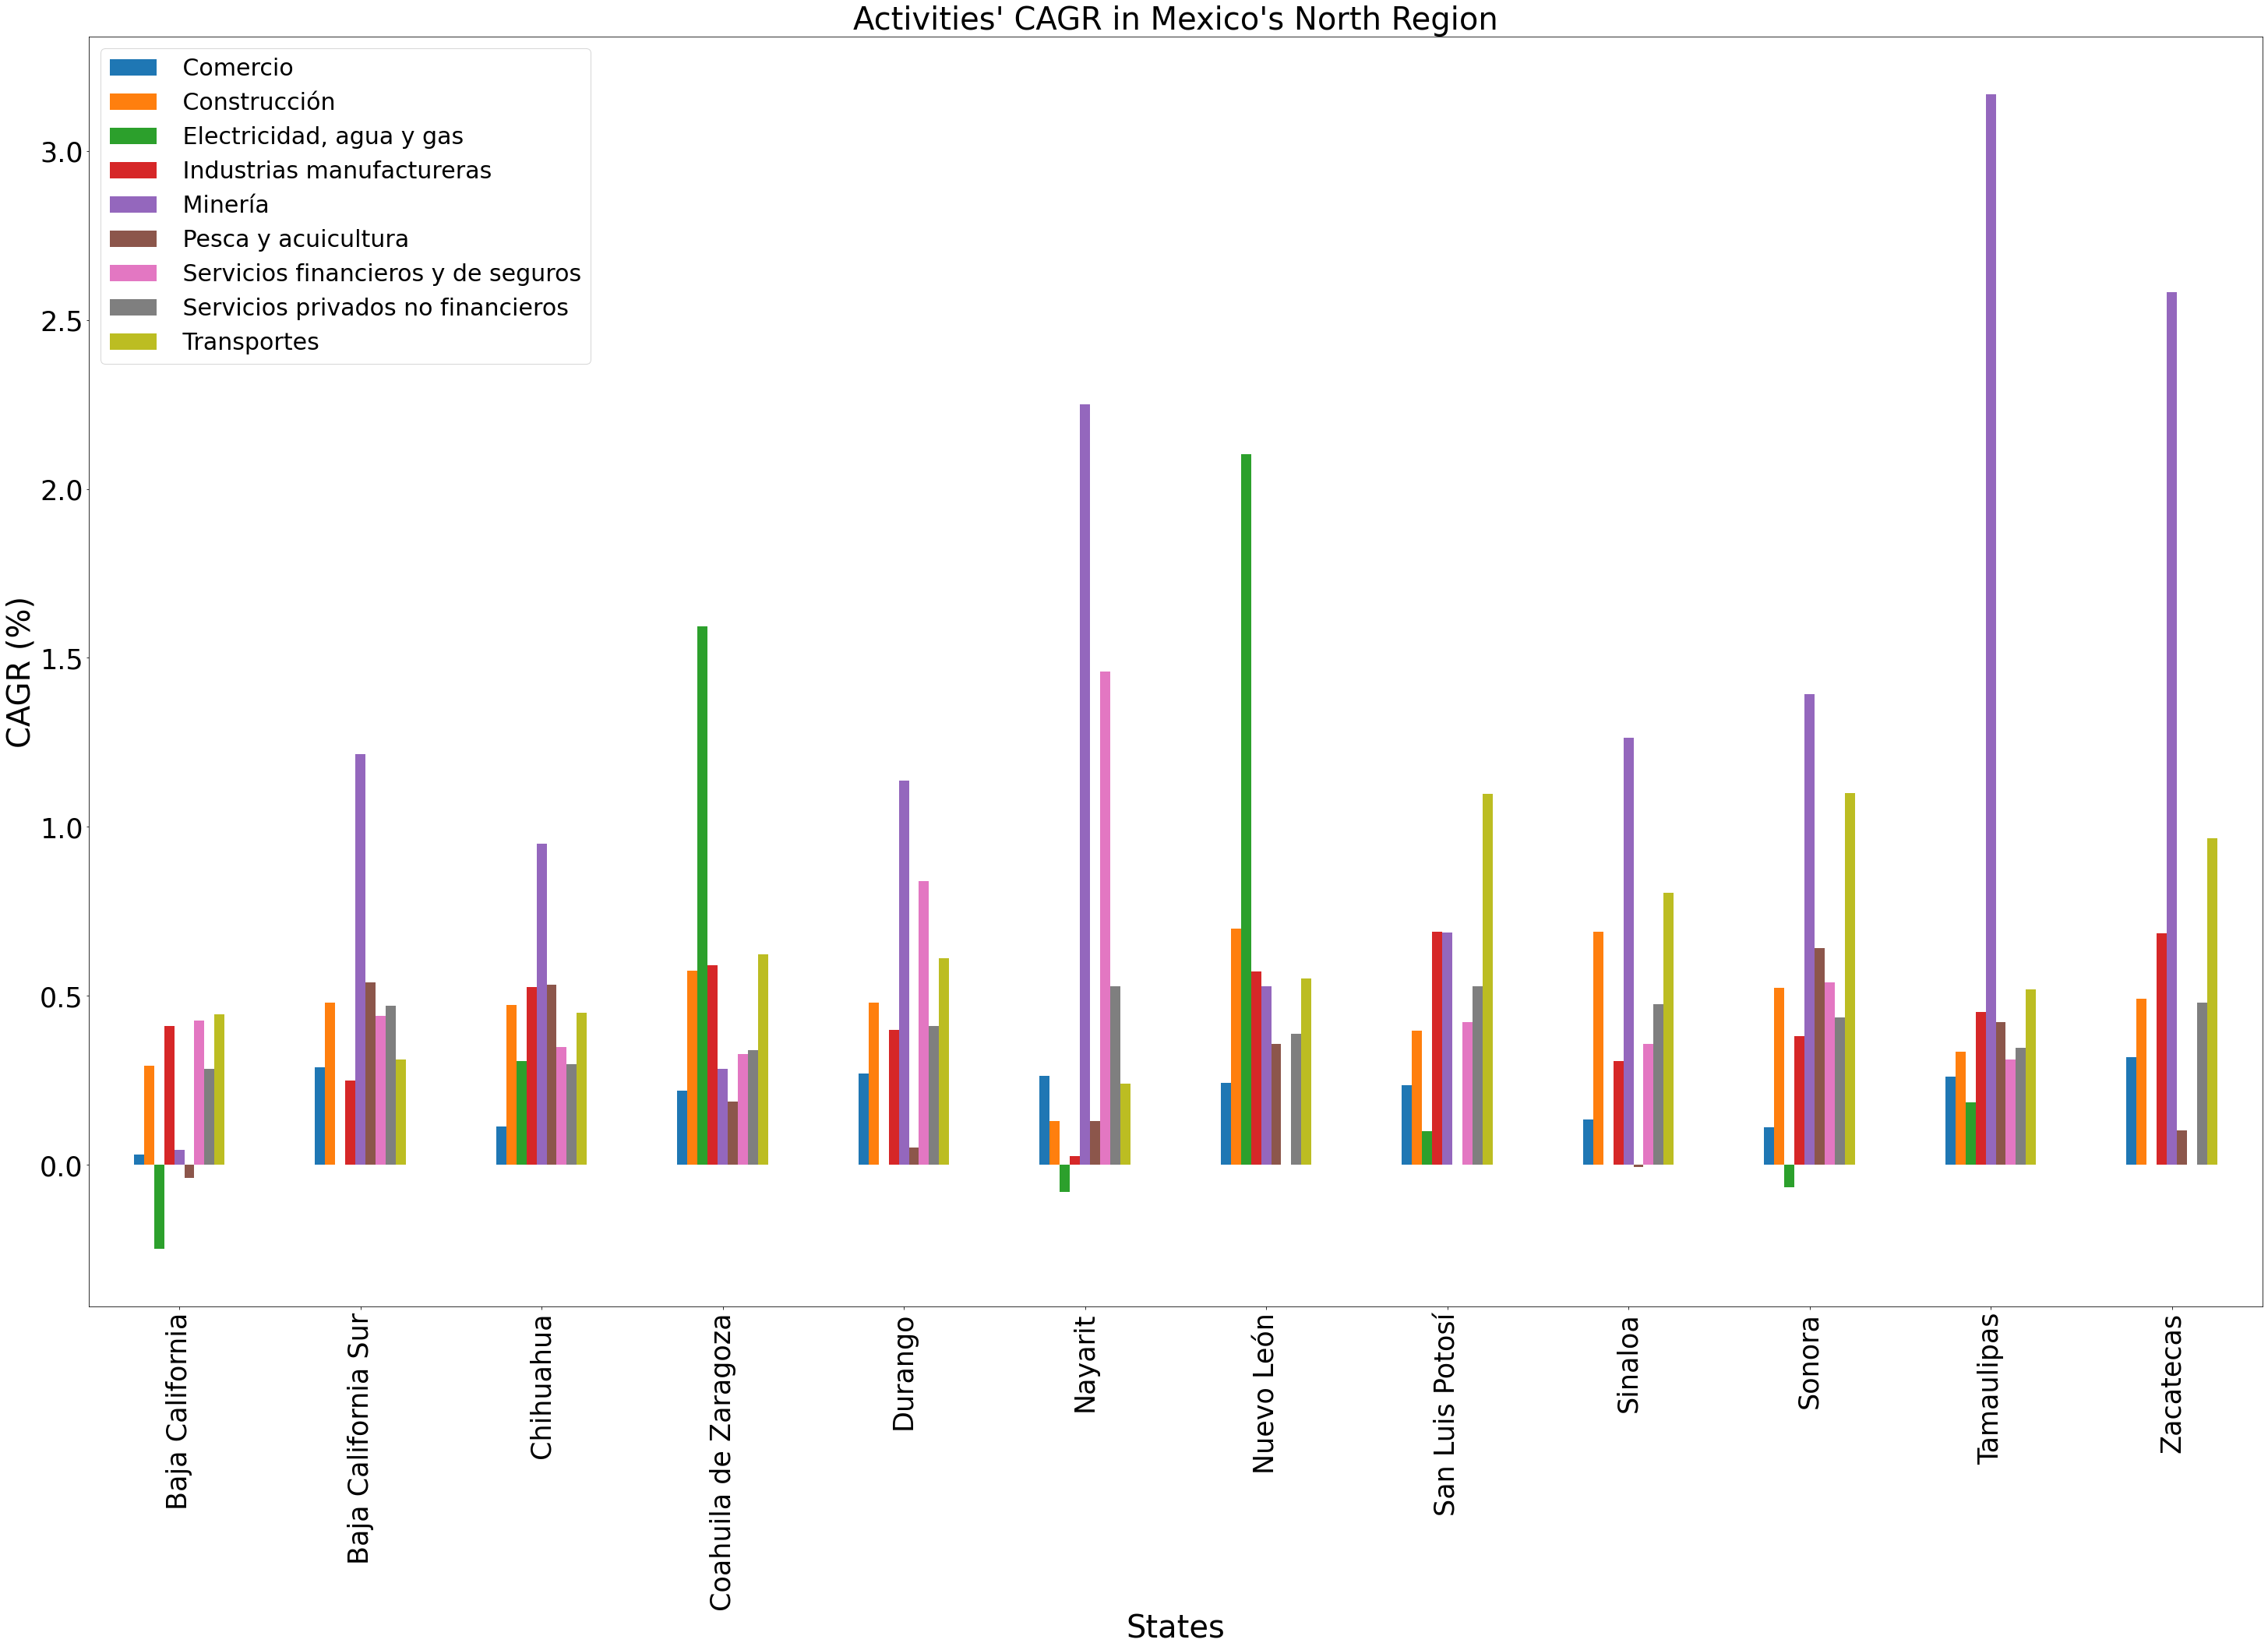 Activities' CAGR in Mexico's North Region
Comercio
Construcción
Electricidad, agua y gas
Industrias manufactureras
Minería
Pesca y acuicultura
Servicios financieros y de seguros
Servicios privados no financieros
Transportes
CAGR (%)
3.0
2.5
2.0
1.5
1.0
0.5
0.0
Baja California
Baja California Sur
Chihuahua
Coahuila de Zaragoza
Durango
Nayarit
Nuevo León
San Luis Potosí
Sinaloa
Sonora
Tamaulipas
Zacatecas
States